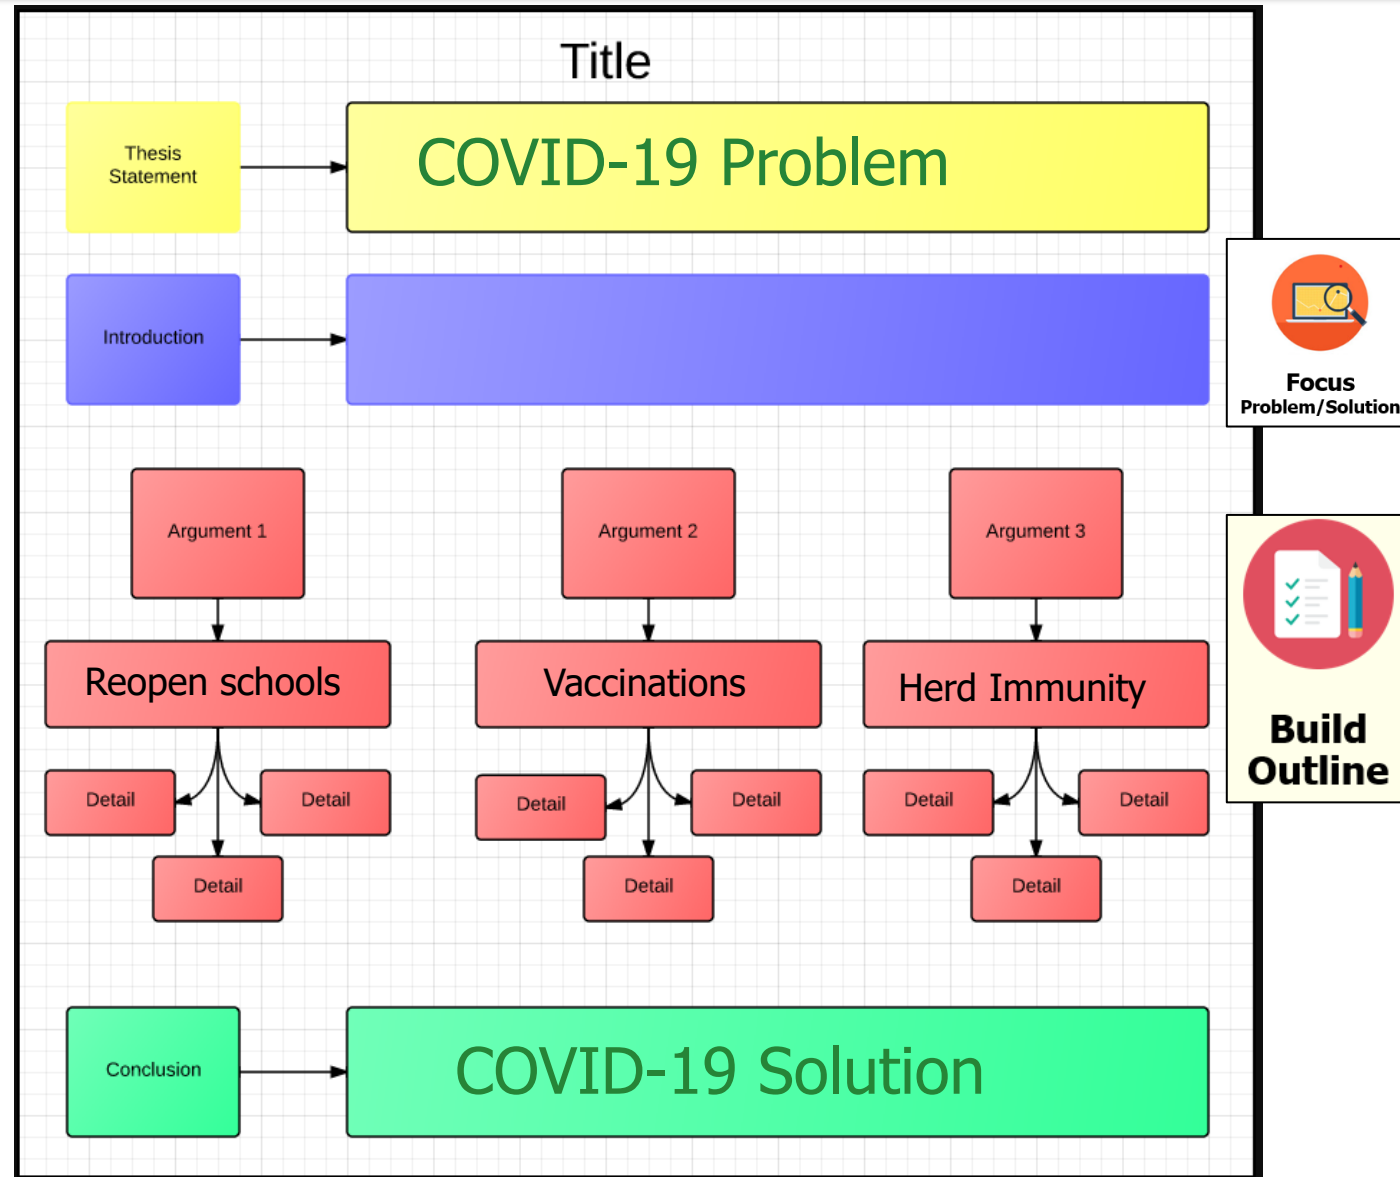 Title
Thesis
Statement
COVID-19 Problem
Introduction
Focus
Problem/Solution
Argument 1
Argument 2
Argument 3
Reopen schools
Vaccinations
Herd Immunity
Detail
Detail
Detail
Detail
Detail
Detail
Detail
Detail
Detail
Build
Outline
Conclusion
COVID-19 Solution